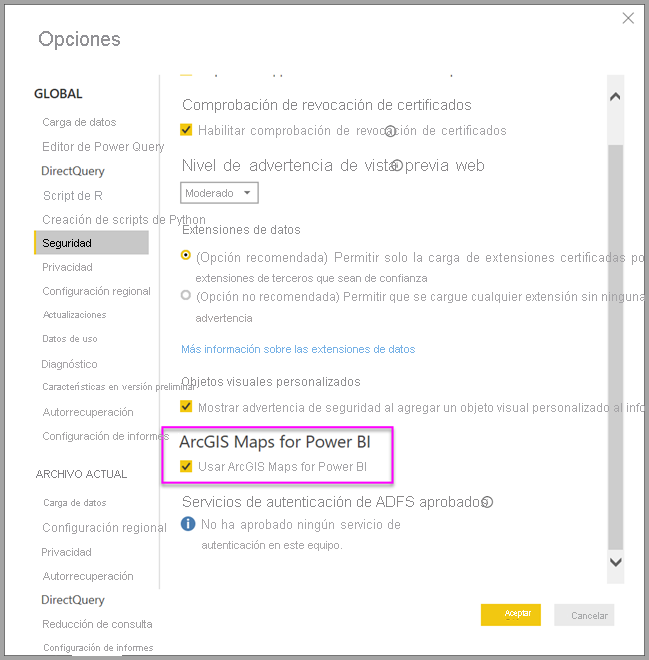 Opciones
GLOBAL
Carga de datos
Editor de Power Query
DirectQuery
Script de R
Creación de scripts de Python
Seguridad
Privacidad
Configuración regional
Actualizaciones
Datos de uso
Diagnóstico
Características en versión preliminar
Autorrecuperación
Configuración de informes
ARCHIVO ACTUAL
Carga de datos
Configuración regional
Privacidad
Autorrecuperación
DirectQuery
Reducción de consulta
Configuración de informes
Comprobación de revocación de certificados
Habilitar comprobación de revocación de certificados
Nivel de advertencia de vista previa web
Moderado
Extensiones de datos
(Opción recomendada) Permitir solo la carga de extensiones certificadas po
extensiones de terceros que sean de confianza
(Opción no recomendada) Permitir que se cargue cualquier extensión sin ninguna
advertencia
Más información sobre las extensiones de datos
Objetos visuales personalizados
Mostrar advertencia de seguridad al agregar un objeto visual personalizado al info
ArcGIS Maps for Power BI
Usar ArcGIS Maps for Power BI
Servicios de autenticación de ADFS aprobados
No ha aprobado ningún servicio de
autenticación en este equipo.
Aceptar
Cancelar